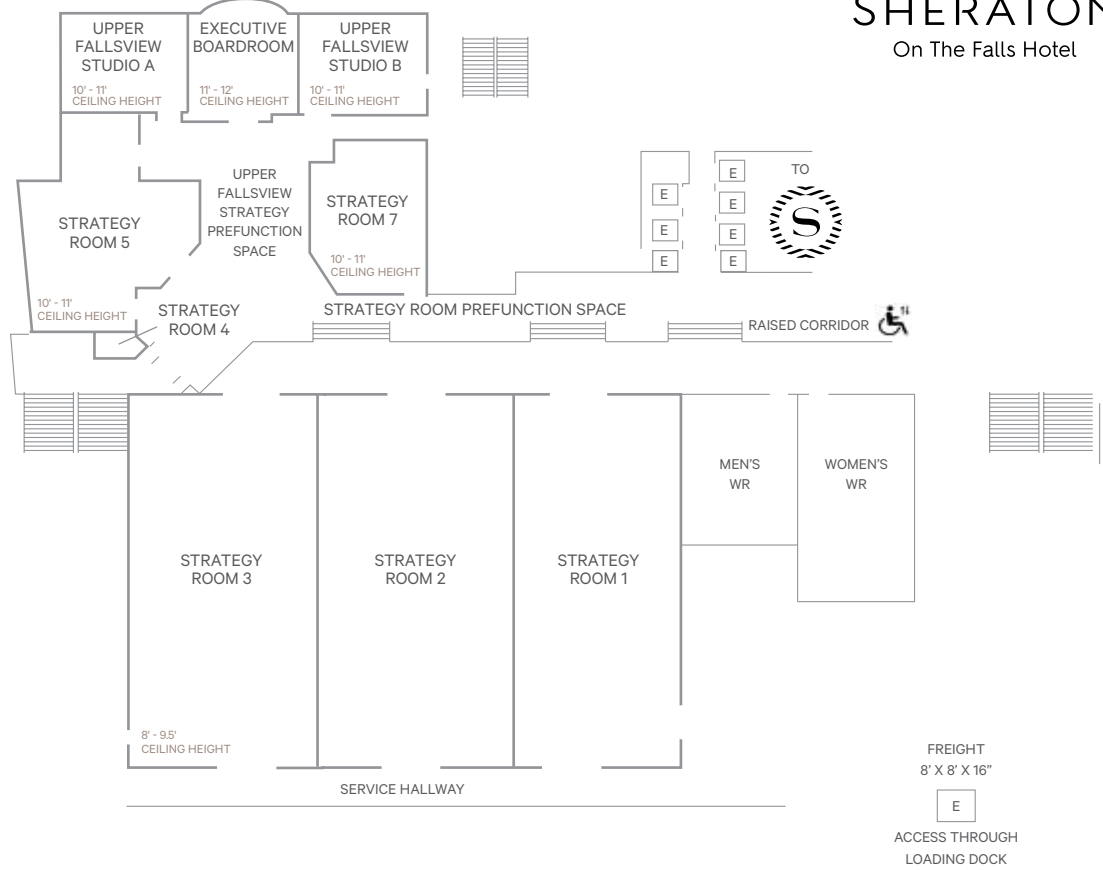 SHERATON
On The Falls Hotel
UPPER
FALLSVIEW
STUDIO A
10' - 11'
CEILING HEIGHT
EXECUTIVE
BOARDROOM
11' - 12'
CEILING HEIGHT
UPPER
FALLSVIEW
STUDIO B
10' - 11'
CEILING HEIGHT
UPPER
FALLSVIEW
STRATEGY
PREFUNCTION
SPACE
STRATEGY
ROOM 7
10' - 11'
CEILING HEIGHT
STRATEGY
ROOM 5
10' - 11'
CEILING HEIGHT
STRATEGY
ROOM 4
E
E
E
E
E
E
E
TO
S
STRATEGY ROOM PREFUNCTION SPACE
RAISED CORRIDOR
STRATEGY
ROOM 3
8' - 9.5'
CEILING HEIGHT
STRATEGY
ROOM 2
STRATEGY
ROOM 1
MEN'S
WR
WOMEN'S
WR
SERVICE HALLWAY
FREIGHT
8’ X 8’ X 16”
E
ACCESS THROUGH
LOADING DOCK